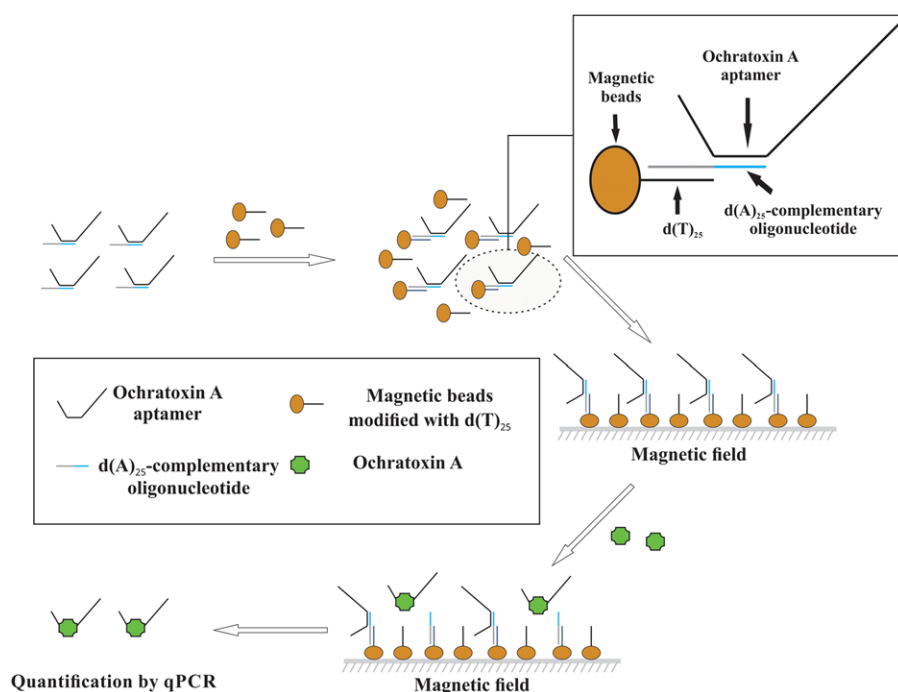 Magnetic
beads
Ochratoxin A
aptamer
d(T)₂₅
d(A)₂₅-complementary
oligonucleotide
Ochratoxin A
aptamer
Magnetic beads
modified with d(T)₂₅
d(A)₂₅-complementary
oligonucleotide
Ochratoxin A
Magnetic field
Quantification by qPCR
Magnetic field